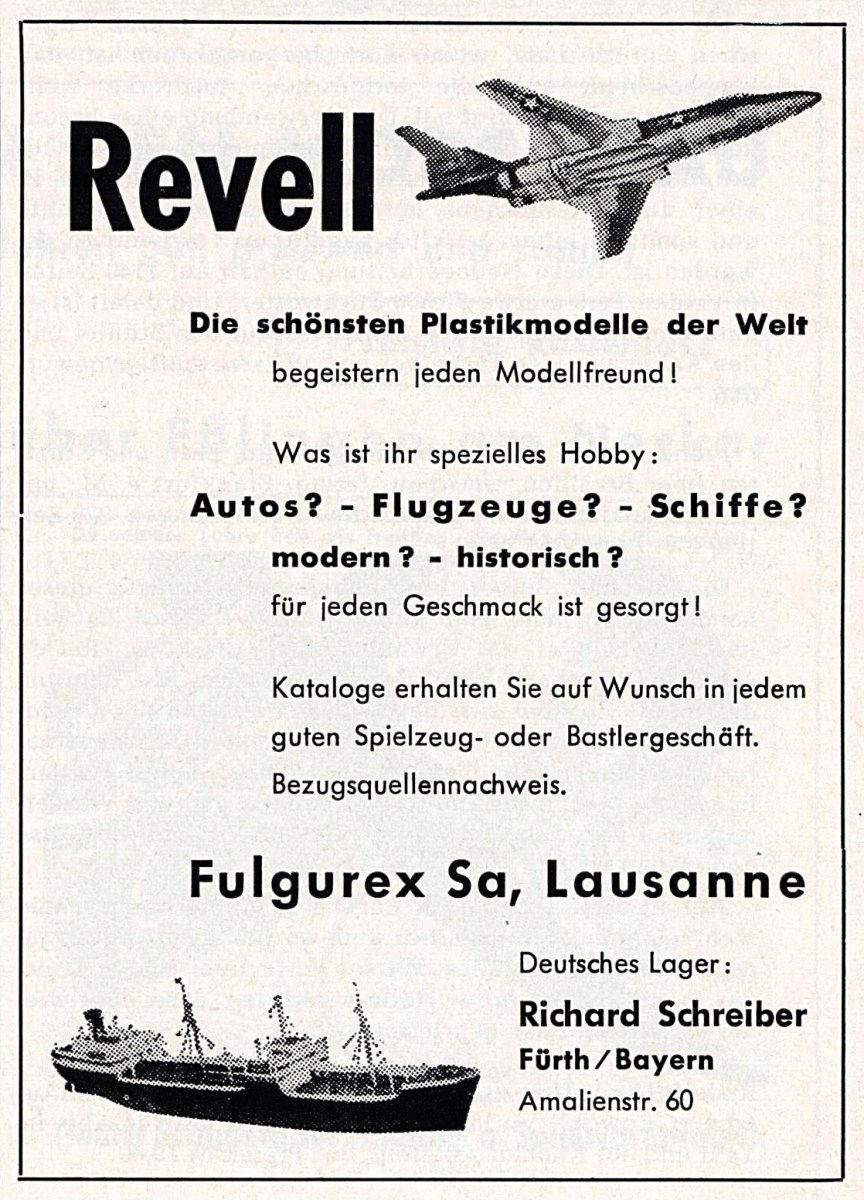 Revell
Die schönsten Plastikmodelle der Welt
begeistern jeden Modellfreund!
Was ist ihr spezielles Hobby:
Autos? - Flugzeuge? - Schiffe?
modern? - historisch?
für jeden Geschmack ist gesorgt!
Kataloge erhalten Sie auf Wunsch in jedem
guten Spielzeug- oder Bastlergeschäft.
Bezugsquellennachweis.
Fulgurex Sa, Lausanne
Deutsches Lager:
Richard Schreiber
Fürth/Bayern
Amalienstr. 60